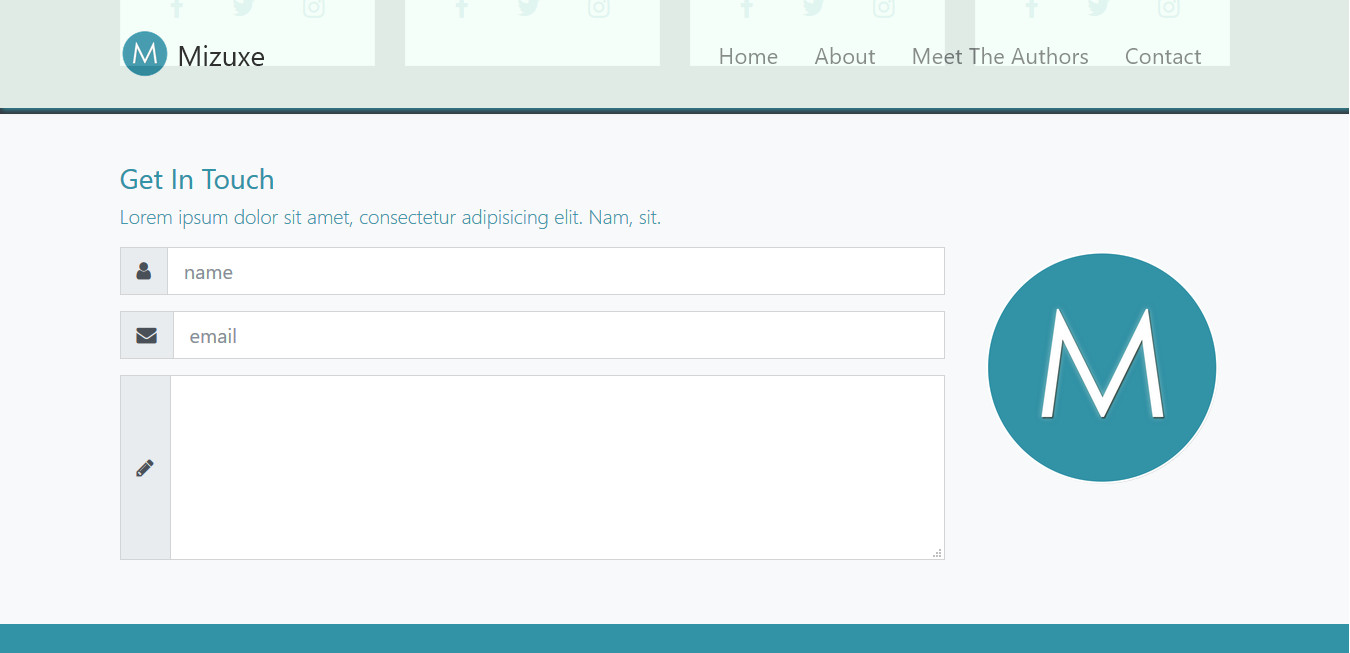 M Mizuxe
Home About Meet The Authors Contact
Get In Touch
Lorem ipsum dolor sit amet, consectetur adipisicing elit. Nam, sit.
name
email
M